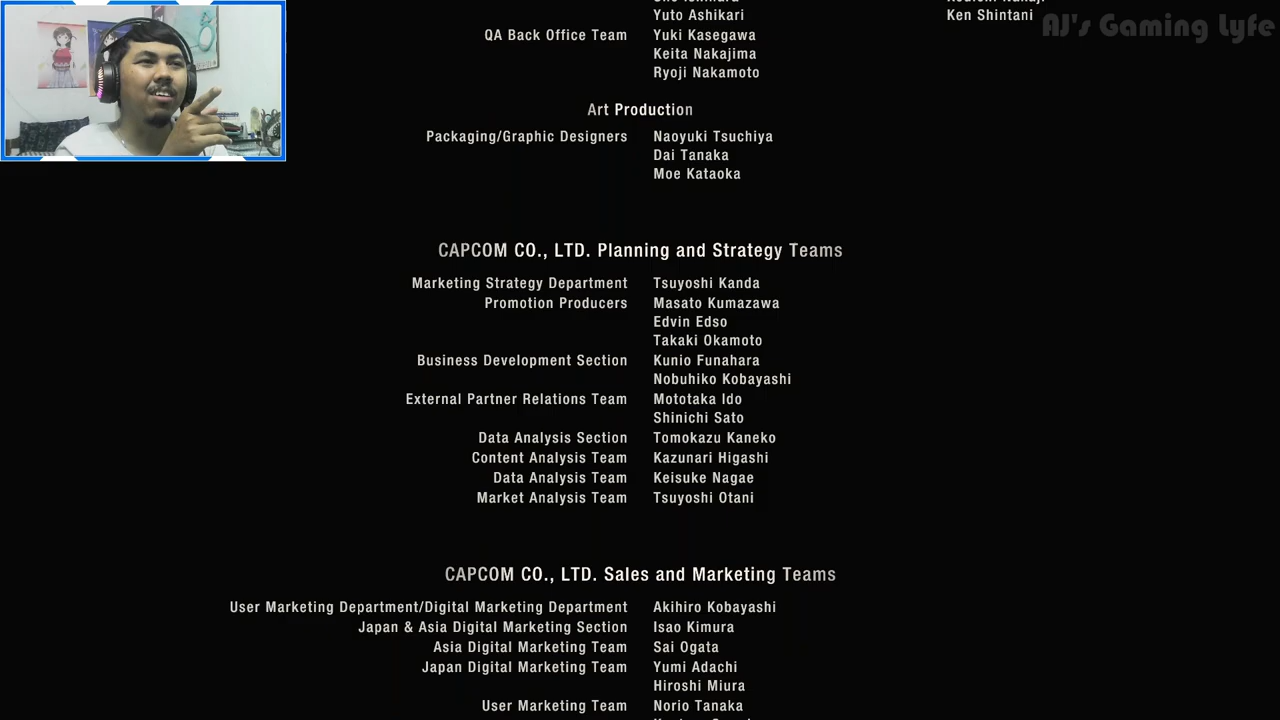 AJ's Gaming Lyfe
Yuto Ashikari
Ken Shintani
QA Back Office Team Yuki Kasegawa
Keita Nakajima
Ryoji Nakamoto
Art Production
Packaging/Graphic Designers Naoyuki Tsuchiya
Dai Tanaka
Moe Kataoka
CAPCOM CO., LTD. Planning and Strategy Teams
Marketing Strategy Department Tsuyoshi Kanda
Promotion Producers Masato Kumazawa
Edvin Edso
Takaki Okamoto
Business Development Section Kunio Funahara
Nobuhiko Kobayashi
External Partner Relations Team Mototaka Ido
Shinichi Sato
Data Analysis Section Tomokazu Kaneko
Content Analysis Team Kazunari Higashi
Data Analysis Team Keisuke Nagae
Market Analysis Team Tsuyoshi Otani
CAPCOM CO., LTD. Sales and Marketing Teams
User Marketing Department/Digital Marketing Department Akihiro Kobayashi
Japan & Asia Digital Marketing Section Isao Kimura
Asia Digital Marketing Team Sai Ogata
Japan Digital Marketing Team Yumi Adachi
Hiroshi Miura
User Marketing Team Norio Tanaka